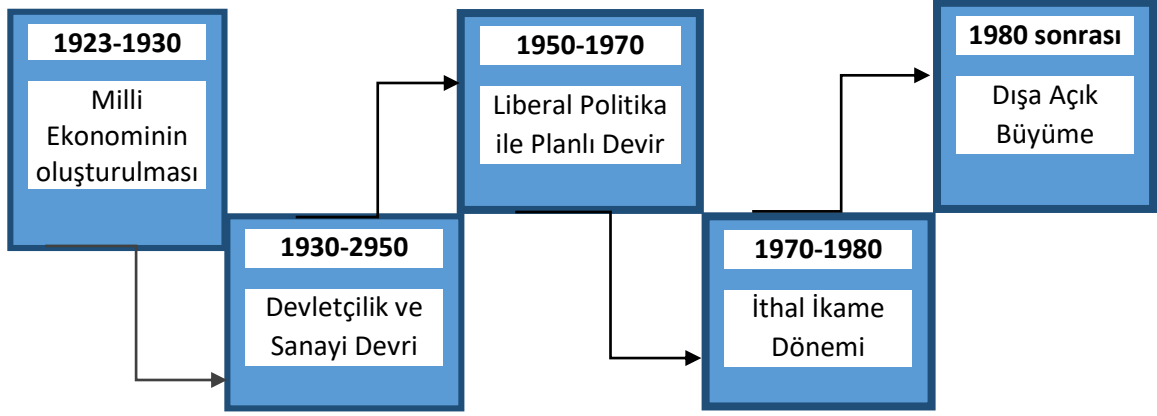 1923-1930
Milli
Ekonominin
oluşturulması
1930-2950
Devletçilik ve
Sanayi Devri
1950-1970
Liberal Politika
ile Planlı Devir
1970-1980
İthal İkame
Dönemi
1980 sonrası
Dışa Açık
Büyüme